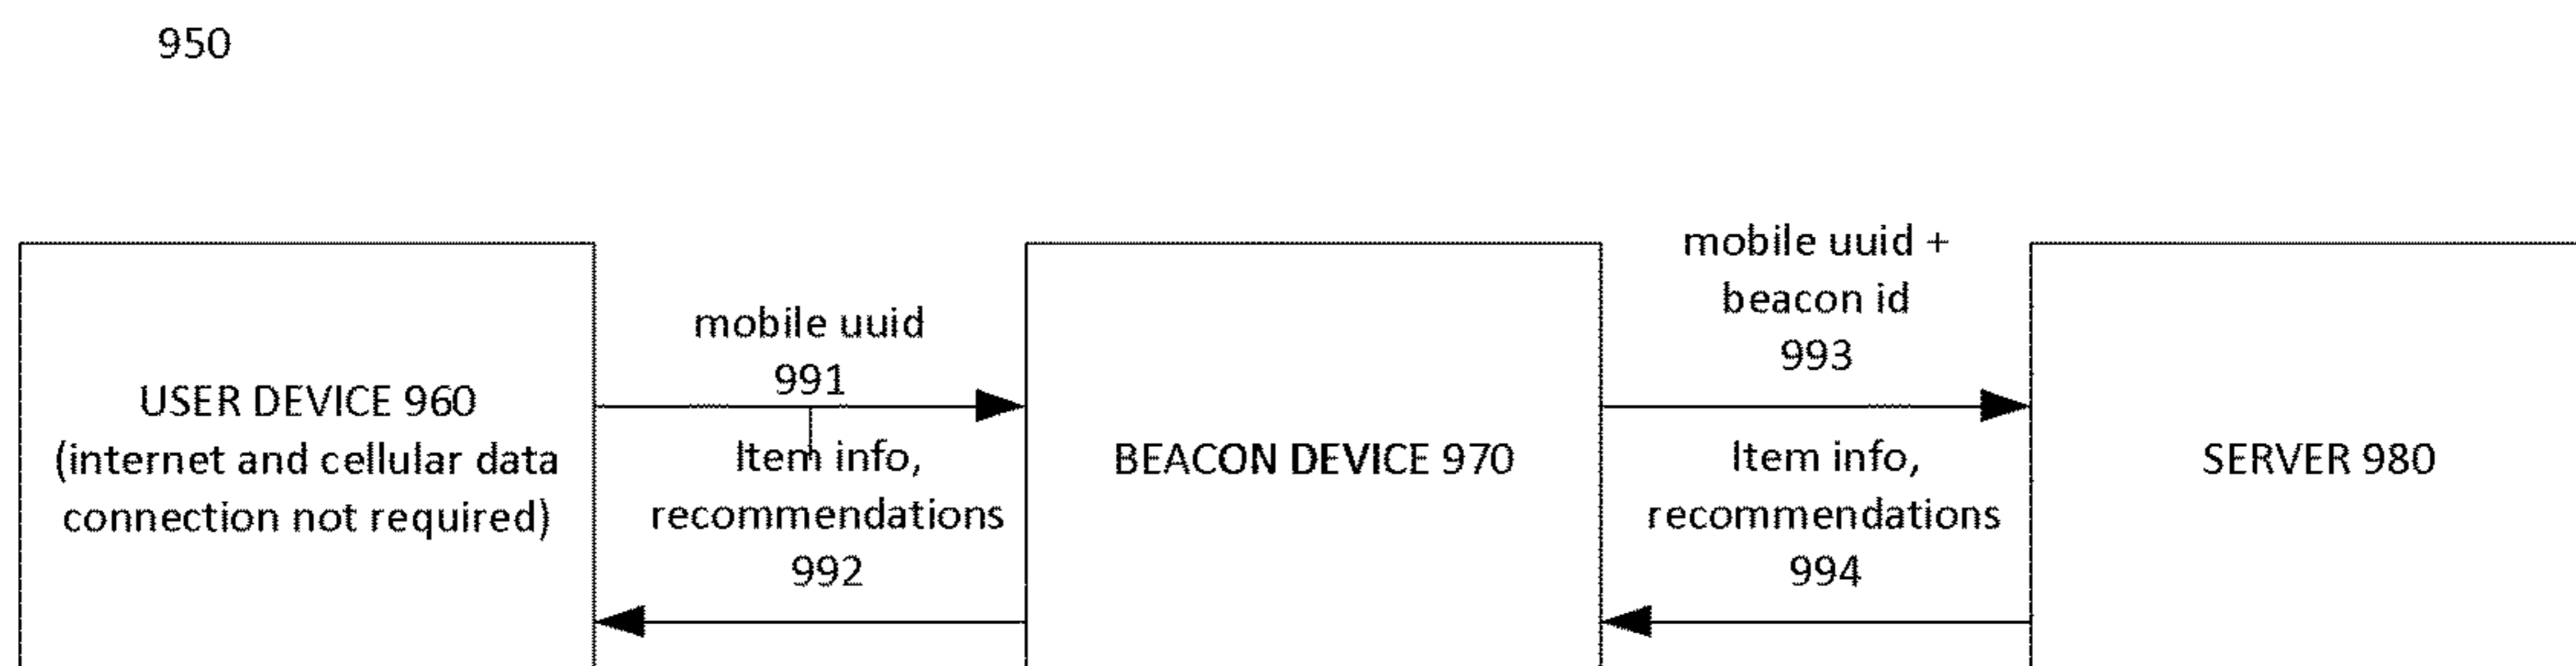 950
USER DEVICE 960
(internet and cellular data
connection not required)
mobile uuid
991
Item info,
recommendations
992
BEACON DEVICE 970
mobile uuid +
beacon id
993
Item info,
recommendations
994
SERVER 980